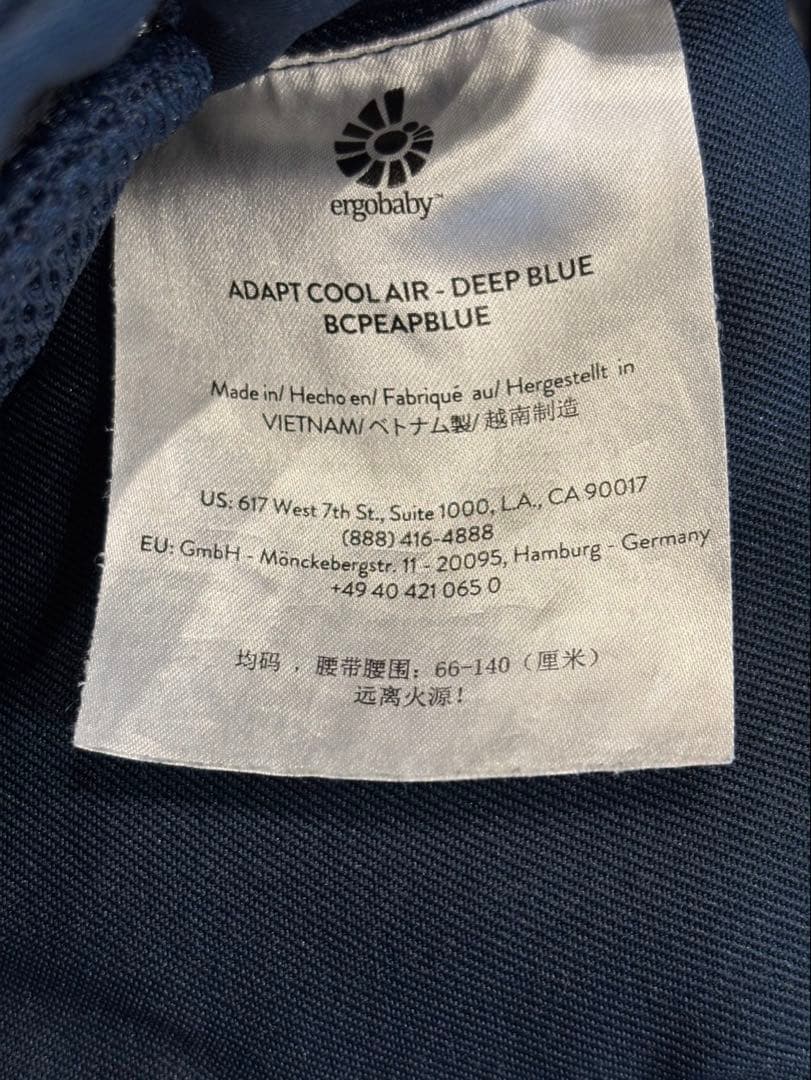 ergobaby™
ADAPT COOL AIR - DEEP BLUE
BCPEAPBLUE
Made in/ Hecho en/ Fabriqué au/ Hergestellt in
VIETNAM/ベトナム製/越南制造
US: 617 West 7th St., Suite 1000, L.A., CA 90017
(888) 416-4888
EU: GmbH - Mönckebergstr. 11 - 20095, Hamburg - Germany
+49 40 421 065 0
均码，腰带腰围：66-140（厘米）
远离火源！